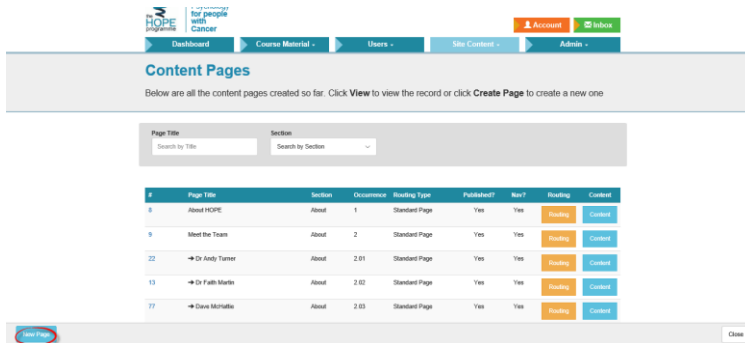 Psychology
for people
with
Cancer
the
HOPE
programme
Account
Inbox
Dashboard
Course Material
Users
Site Content
Admin
Content Pages
Below are all the content pages created so far. Click View to view the record or click Create Page to create a new one
Page Title Section
Search by Title Search by Section
# Page Title Section Occurrence Routing Type Published? Nav? Routing Content
8 About HOPE About 1 Standard Page Yes Yes Routing Content
9 Meet the Team About 2 Standard Page Yes Yes Routing Content
22 → Dr Andy Turner About 2.01 Standard Page Yes Yes Routing Content
13 → Dr Faith Martin About 2.02 Standard Page Yes Yes Routing Content
77 → Dave McHattie About 2.03 Standard Page Yes Yes Routing Content
New Page Close